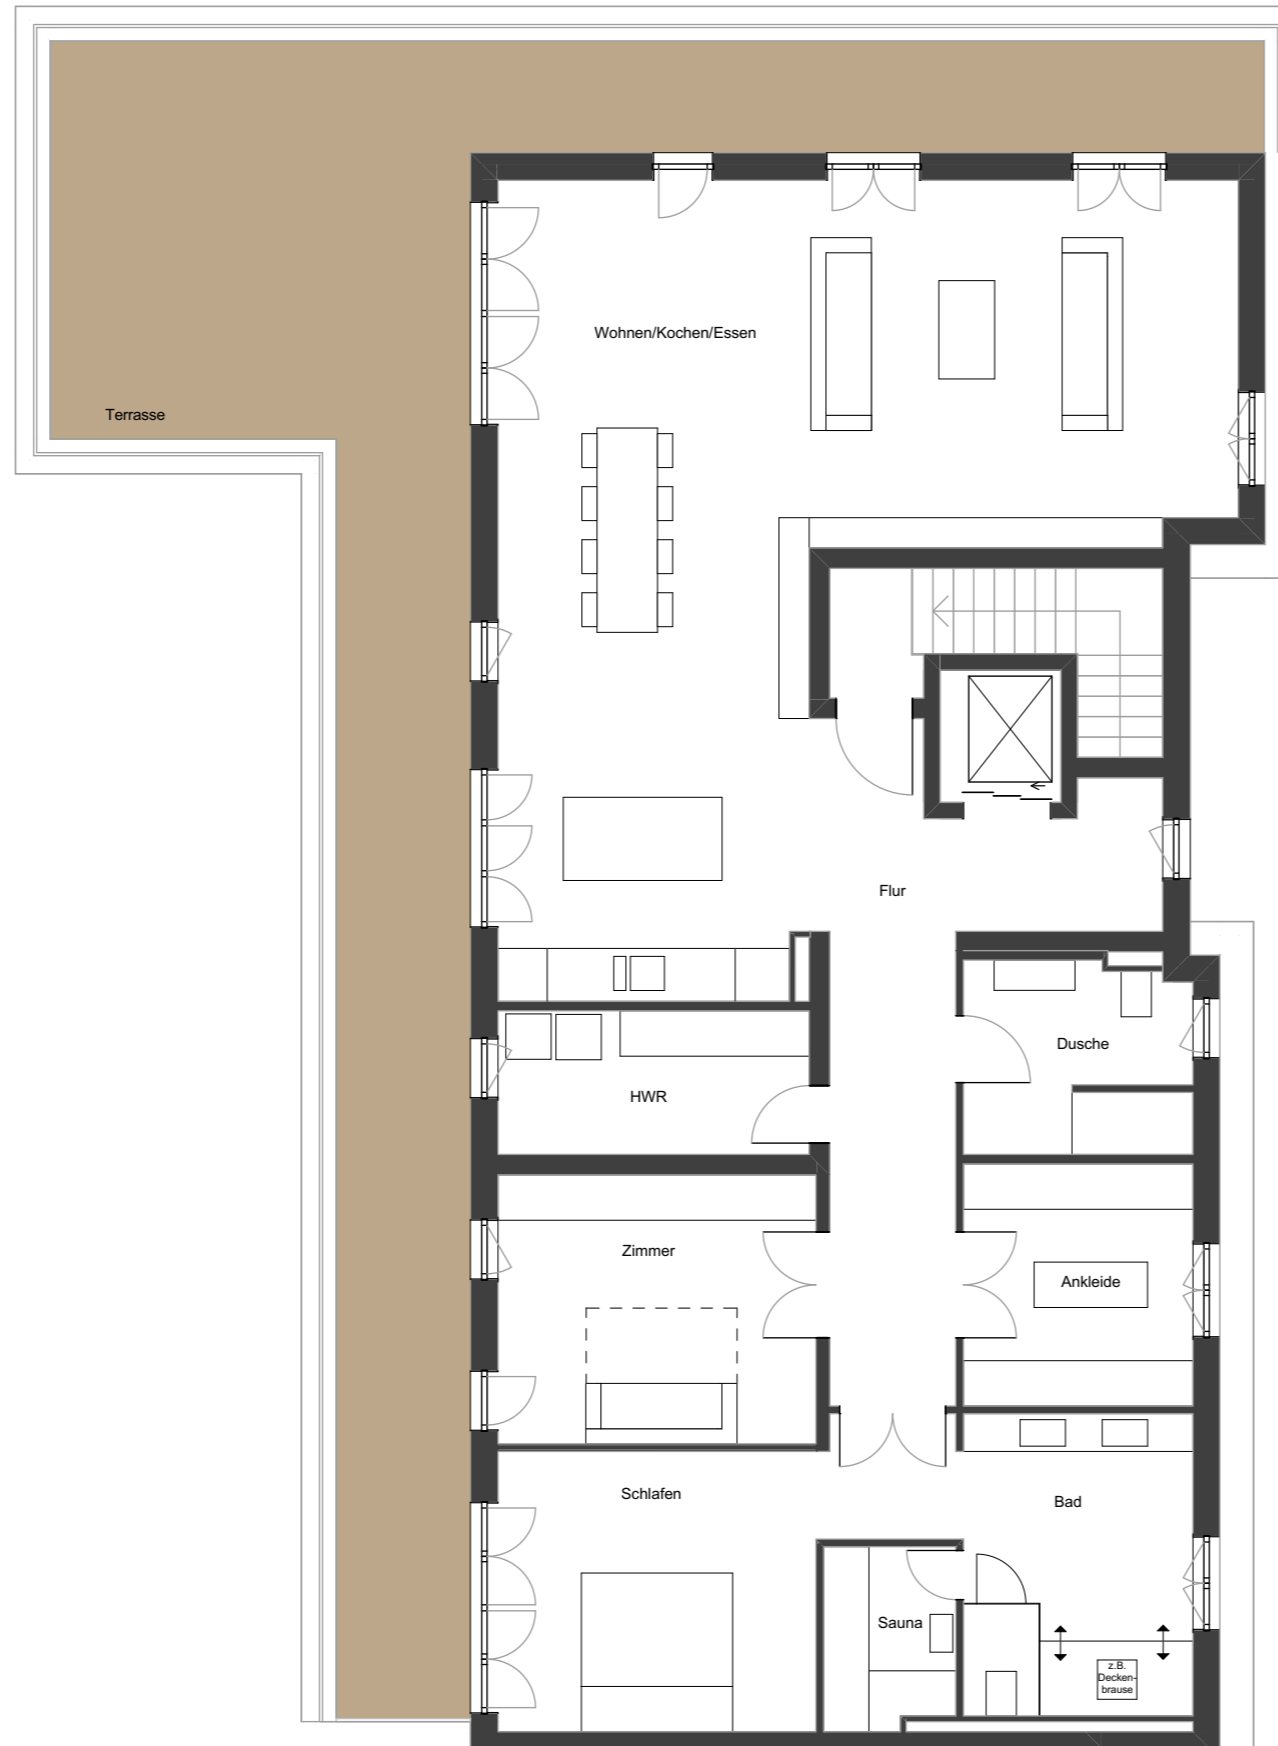 Wohnen/Kochen/Essen
Terrasse
Flur
Dusche
HWR
Zimmer
Ankleide
Schlafen
Bad
Sauna
z.B.
Decken-
brause